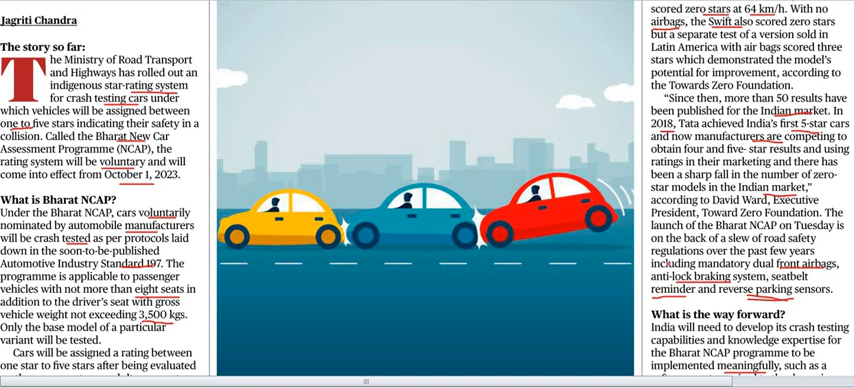 Jagriti Chandra
The story so far:
The Ministry of Road Transport
and Highways has rolled out an
indigenous star-rating system
for crash testing cars under
which vehicles will be assigned between
one to five stars indicating their safety in a
collision. Called the Bharat New Car
Assessment Programme (NCAP), the
rating system will be voluntary and will
come into effect from October 1, 2023.
What is Bharat NCAP?
Under the Bharat NCAP, cars voluntarily
nominated by automobile manufacturers
will be crash tested as per protocols laid
down in the soon-to-be-published
Automotive Industry Standard 197. The
programme is applicable to passenger
vehicles with not more than eight seats in
addition to the driver's seat with gross
vehicle weight not exceeding 3,500 kgs.
Only the base model of a particular
variant will be tested.
Cars will be assigned a rating between
one star to five stars after being evaluated
scored zero stars at 64 km/h. With no
airbags, the Swift also scored zero stars
but a separate test of a version sold in
Latin America with air bags scored three
stars which demonstrated the model's
potential for improvement, according to
the Towards Zero Foundation.
“Since then, more than 50 results have
been published for the Indian market. In
2018, Tata achieved India's first 5-star cars
and now manufacturers are competing to
obtain four and five- star results and using
ratings in their marketing and there has
been a sharp fall in the number of zero-
star models in the Indian market,”
according to David Ward, Executive
President, Toward Zero Foundation. The
launch of the Bharat NCAP on Tuesday is
on the back of a slew of road safety
regulations over the past few years
including mandatory dual front airbags,
anti-lock braking system, seatbelt
reminder and reverse parking sensors.
What is the way forward?
India will need to develop its crash testing
capabilities and knowledge expertise for
the Bharat NCAP programme to be
implemented meaningfully, such as a